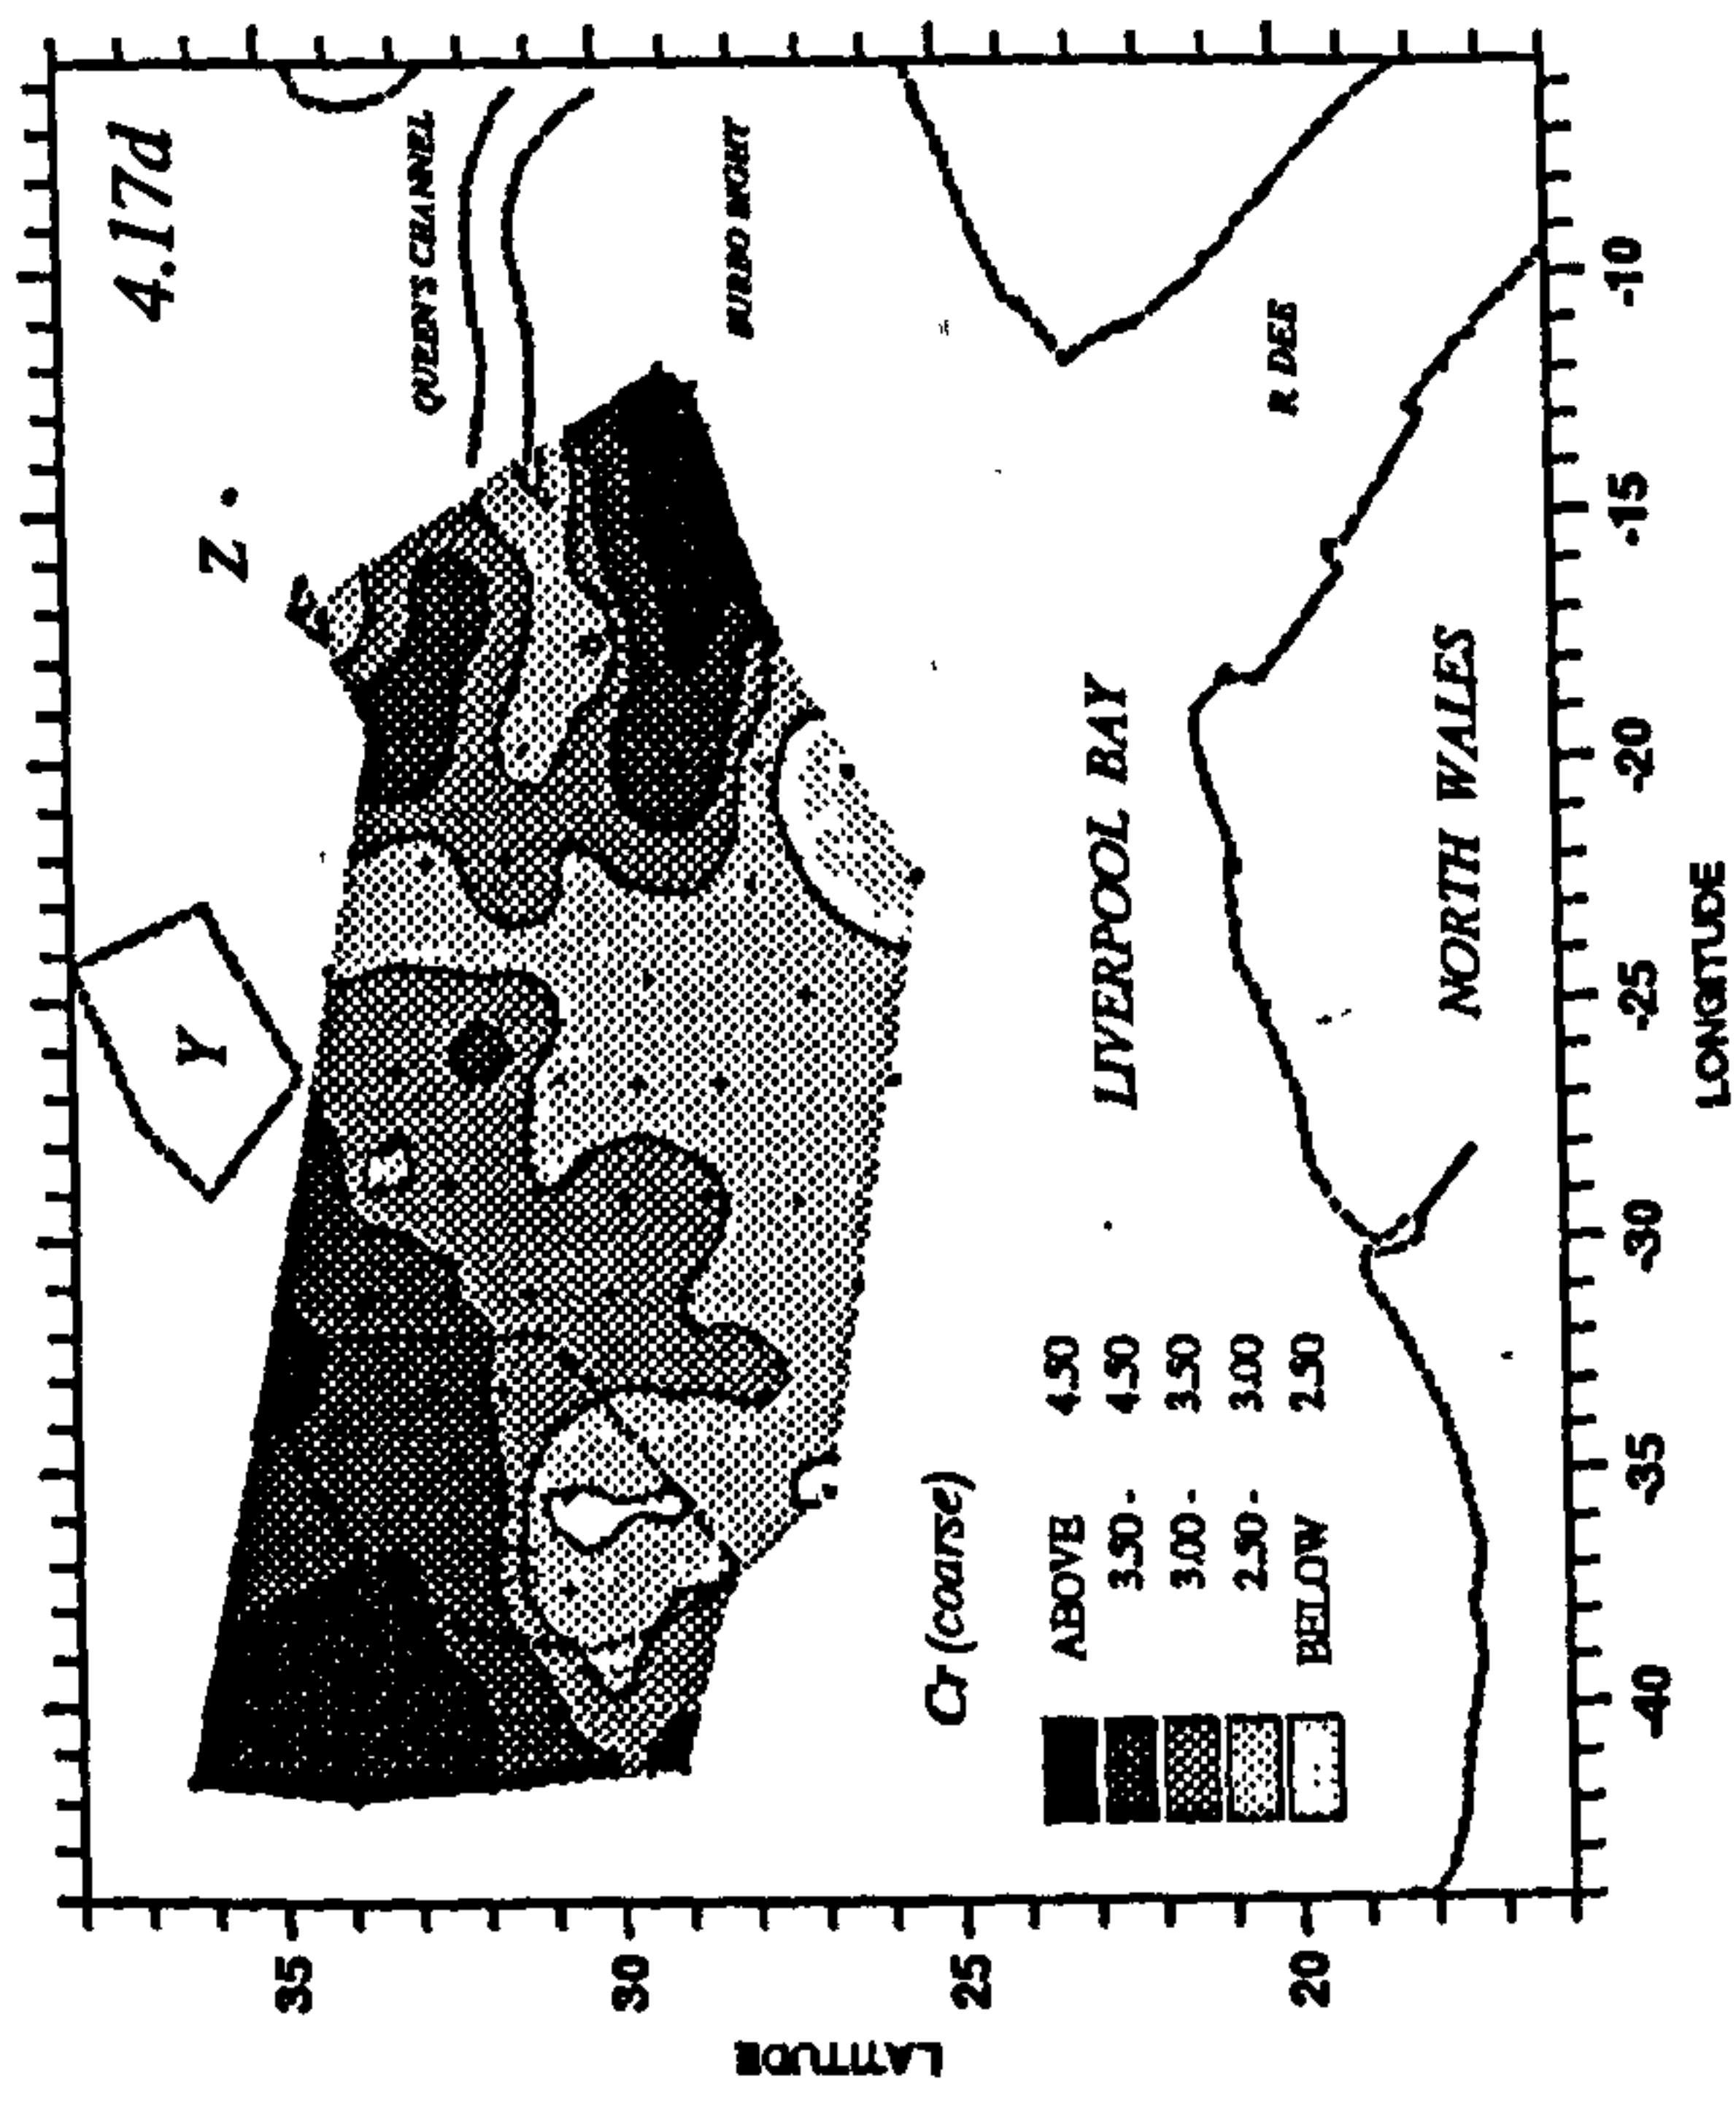 4.17d
Z
Y
QUEENS CHANNEL
BURBO BIGHT
R DEE
LIVERPOOL BAY
NORTH WALES
Cr (coarse)
ABOVE 4.50
3.50 - 4.50
3.00 - 3.50
2.50 - 3.00
BELOW 2.50
LATITUDE
35
30
25
20
-40
-35
-30
-25
-20
-15
-10
LONGITUDE